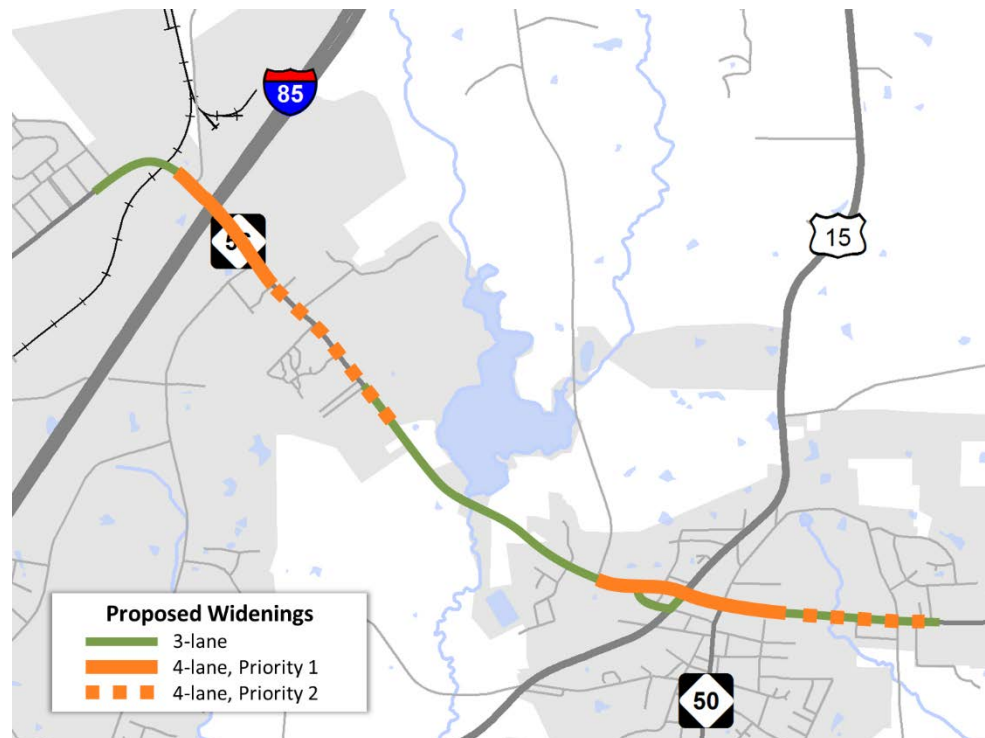 85
15
50
Proposed Widenings
3-lane
4-lane, Priority 1
4-lane, Priority 2